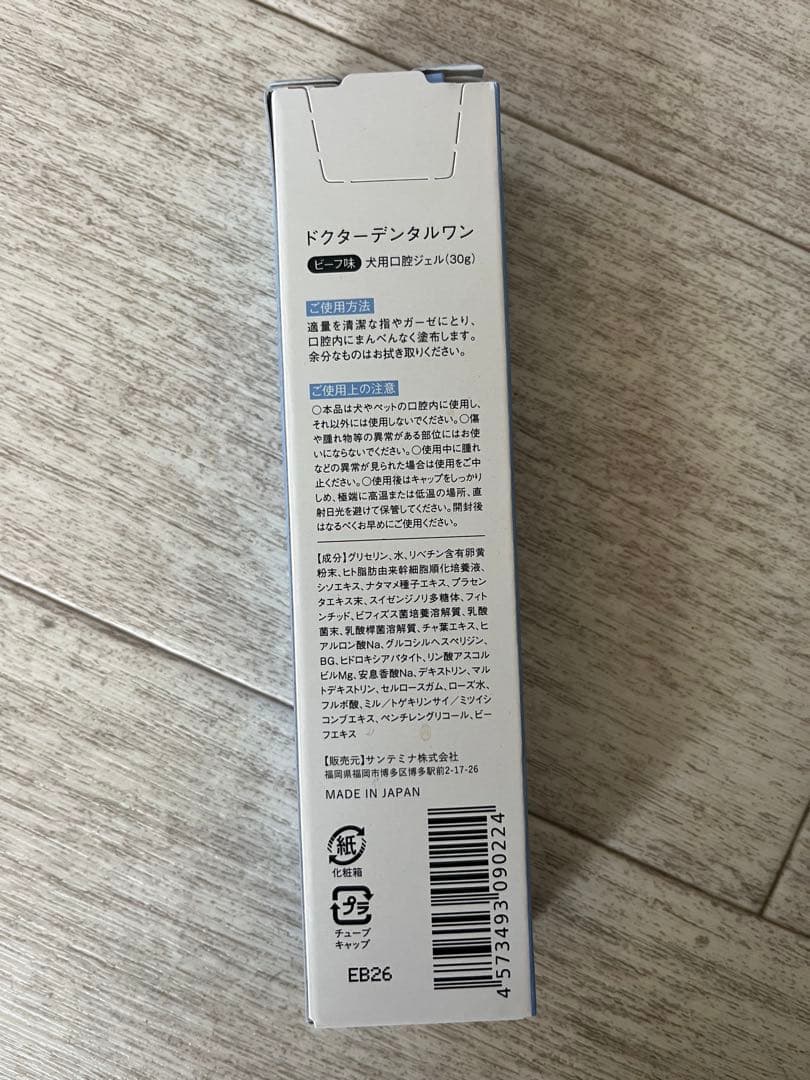 ドクターデンタルワン
ビーフ味 犬用口腔ジェル(30g)
ご使用方法
適量を清潔な指やガーゼにとり、
口腔内にまんべんなく塗布します。
余分なものはお拭き取りください。
ご使用上の注意
○本品は犬やペットの口腔内に使用し、
それ以外には使用しないでください。○傷
や腫れ物等の異常がある部位にはお使
いにならないでください。○使用中に腫れ
などの異常が見られた場合は使用をご中
止ください。○使用後はキャップをしっかり
しめ、極端に高温または低温の場所、直
射日光を避けて保管してください。開封後
はなるべくお早めにご使用ください。
【成分】グリセリン、水、リベチン含有卵黄
粉末、ヒト脂肪由来幹細胞順化培養液、
シソエキス、ナタマメ種子エキス、プラセン
タエキス末、スイゼンジノリ多糖体、フィト
ンチッド、ビフィズス菌培養溶解質、乳酸
菌末、乳酸桿菌溶解質、チャ葉エキス、ヒ
アルロン酸Na、グルコシルヘスペリジン、
BG、ヒドロキシアパタイト、リン酸アスコル
ビルMg、安息香酸Na、デキストリン、マル
トデキストリン、セルロースガム、ローズ水、
フルボ酸、ミル/トゲキリンサイ/ミツイシ
コンブエキス、ペンチレングリコール、ビー
フエキス
【販売元】サンテミナ株式会社
福岡県福岡市博多区博多駅前2-17-26
MADE IN JAPAN
紙
化粧箱
プラ
チューブ
キャップ
EB26
4 573493 090224